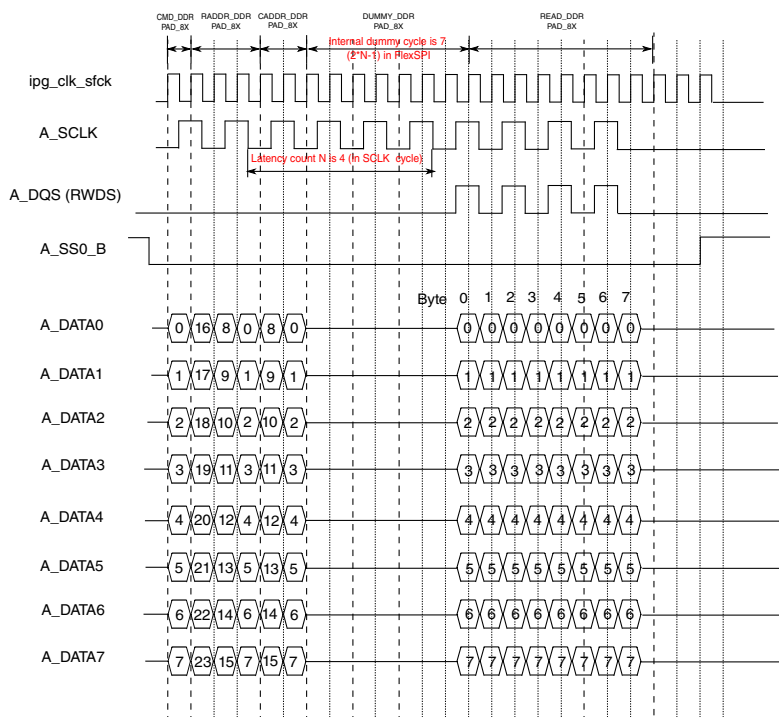 CMD_DDR RADDR_DDR CADDR_DDR DUMMY_DDR READ_DDR
PAD_8X PAD_8X PAD_8X PAD_8X PAD_8X
Internal dummy cycle is 7
(2*N-1) in FlexSPI
ipg_clk_sfck
A_SCLK
Latency count N is 4 (in SCLK cycle)
A_DQS (RWDS)
A_SS0_B
Byte 0 1 2 3 4 5 6 7
A_DATA0 0 16 8 0 8 0 0 0 0 0 0 0 0 0
A_DATA1 1 17 9 1 9 1 1 1 1 1 1 1 1 1
A_DATA2 2 18 10 2 10 2 2 2 2 2 2 2 2 2
A_DATA3 3 19 11 3 11 3 3 3 3 3 3 3 3 3
A_DATA4 4 20 12 4 12 4 4 4 4 4 4 4 4 4
A_DATA5 5 21 13 5 13 5 5 5 5 5 5 5 5 5
A_DATA6 6 22 14 6 14 6 6 6 6 6 6 6 6 6
A_DATA7 7 23 15 7 15 7 7 7 7 7 7 7 7 7